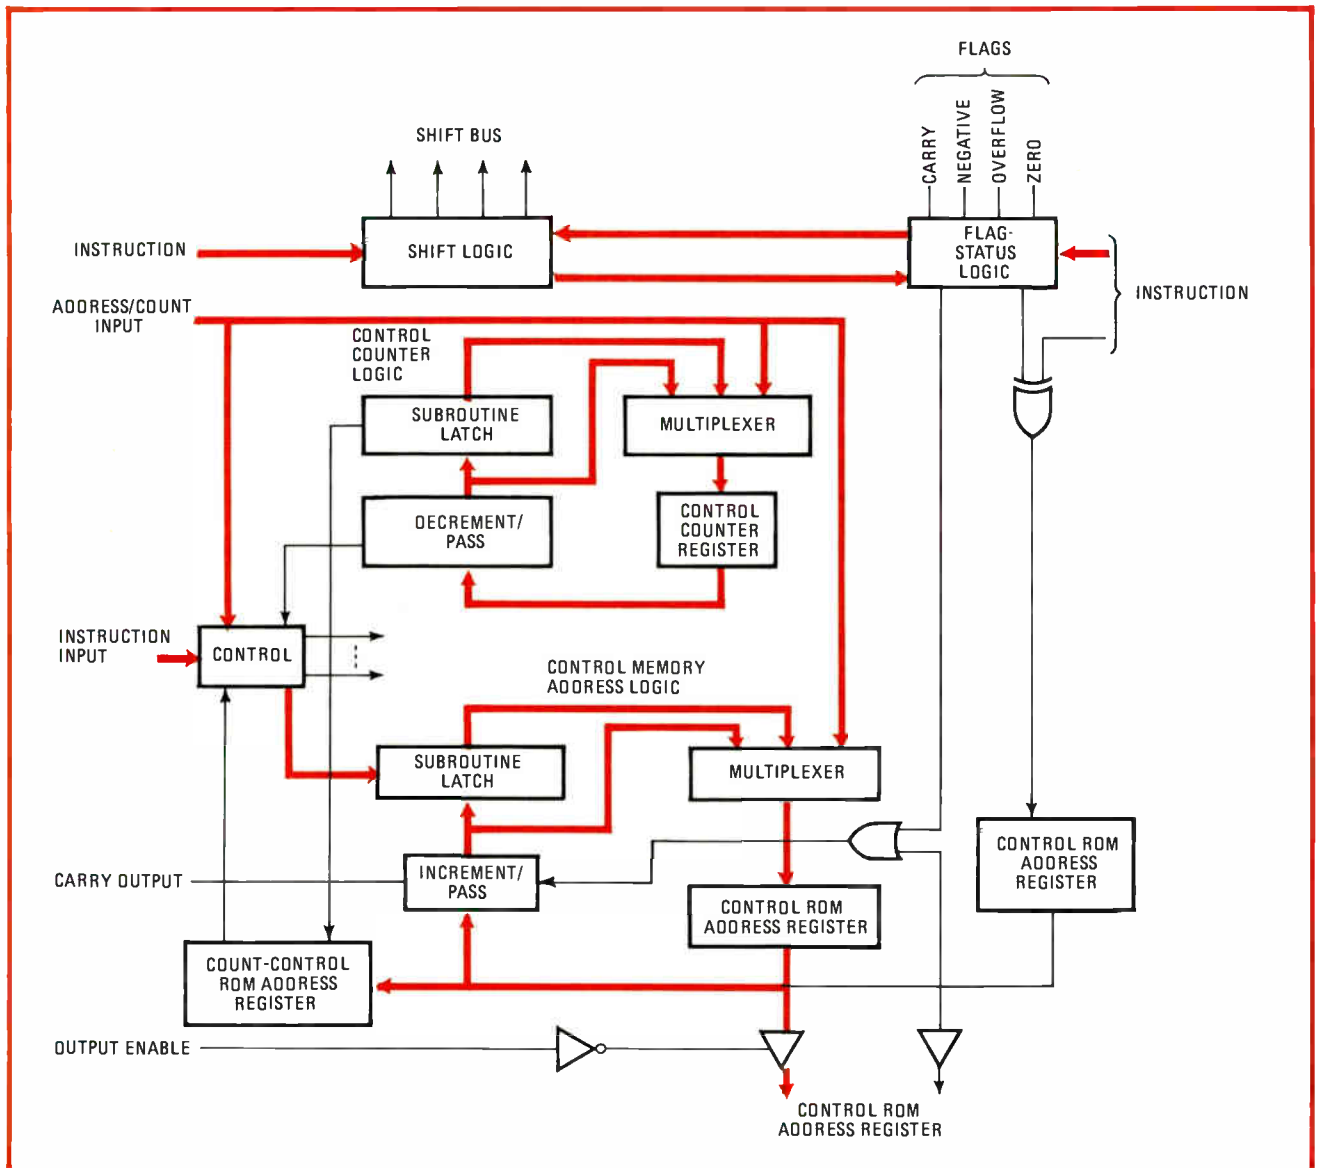 FLAGS
CARRY
NEGATIVE
OVERFLOW
ZERO
SHIFT BUS
INSTRUCTION
SHIFT LOGIC
FLAG-
STATUS
LOGIC
INSTRUCTION
ADDRESS/COUNT
INPUT
CONTROL
COUNTER
LOGIC
SUBROUTINE
LATCH
MULTIPLEXER
DECREMENT/
PASS
CONTROL
COUNTER
REGISTER
INSTRUCTION
INPUT
CONTROL
CONTROL MEMORY
ADDRESS LOGIC
SUBROUTINE
LATCH
MULTIPLEXER
CARRY OUTPUT
INCREMENT/
PASS
CONTROL ROM
ADDRESS REGISTER
CONTROL ROM
ADDRESS
REGISTER
COUNT-CONTROL
ROM ADDRESS
REGISTER
OUTPUT ENABLE
CONTROL ROM
ADDRESS REGISTER